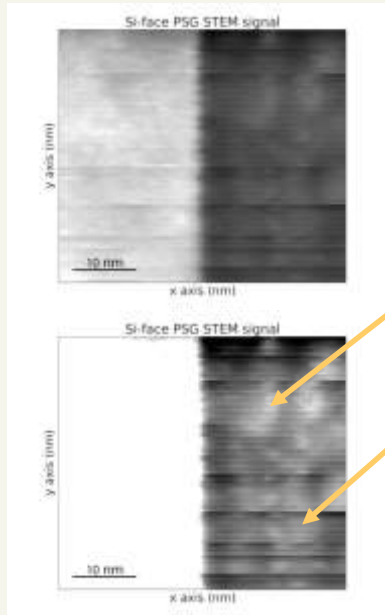 Si-face PSG STEM signal
y axis (nm)
10 nm
x axis (nm)
Si-face PSG STEM signal
y axis (nm)
10 nm
x axis (nm)